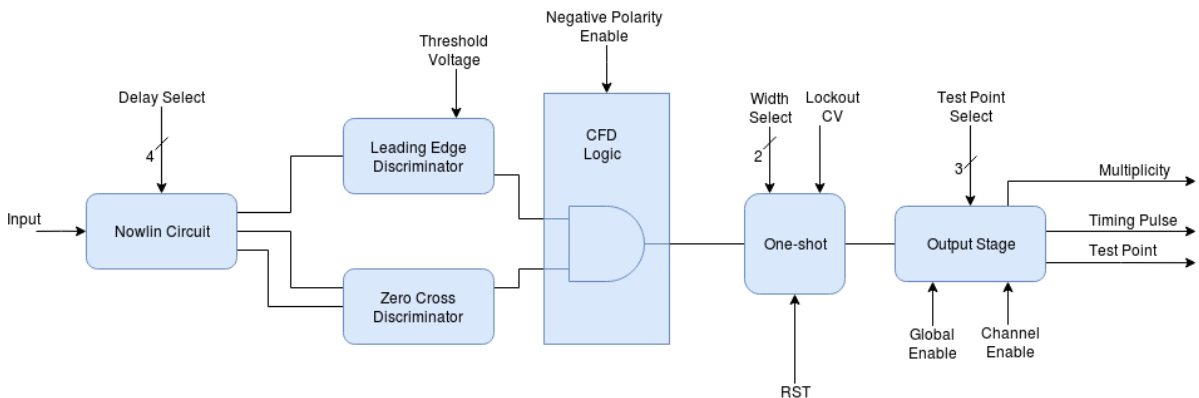 Negative Polarity
Enable
Threshold
Voltage
Delay Select
4
Width
Select
2
Lockout
CV
Test Point
Select
3
CFD
Logic
Leading Edge
Discriminator
Multiplicity
Input
Nowlin Circuit
One-shot
Output Stage
Timing Pulse
Test Point
Zero Cross
Discriminator
Global
Enable
Channel
Enable
RST